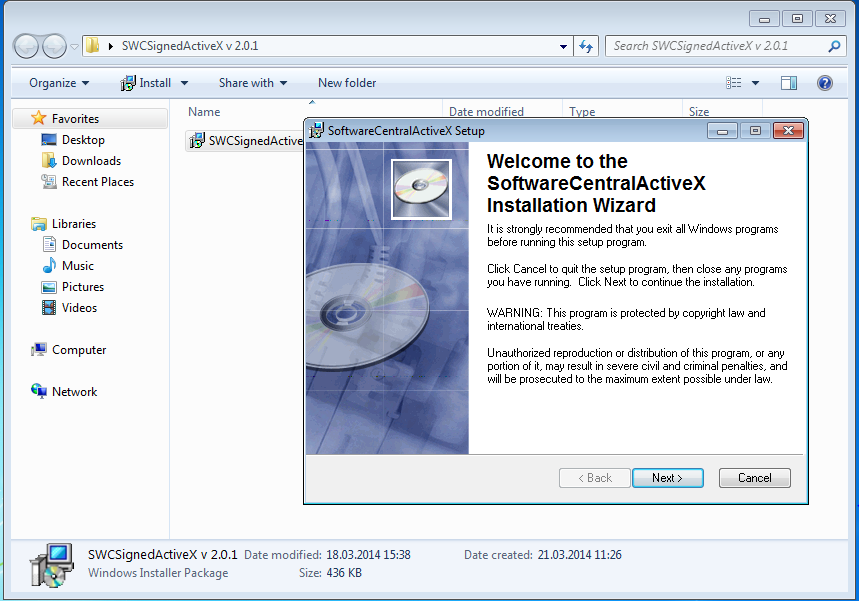 SWCSignedActiveX v 2.0.1
Search SWCSignedActiveX v 2.0.1
Organize
Install
Share with
New folder
Name
Date modified
Type
Size
Favorites
Desktop
Downloads
Recent Places
Libraries
Documents
Music
Pictures
Videos
Computer
Network
SWCSignedActive
SoftwareCentralActiveX Setup
Welcome to the
SoftwareCentralActiveX
Installation Wizard
It is strongly recommended that you exit all Windows programs
before running this setup program.
Click Cancel to quit the setup program, then close any programs
you have running. Click Next to continue the installation.
WARNING: This program is protected by copyright law and
international treaties.
Unauthorized reproduction or distribution of this program, or any
portion of it, may result in severe civil and criminal penalties, and
will be prosecuted to the maximum extent possible under law.
< Back
Next >
Cancel
SWCSignedActiveX v 2.0.1 Date modified: 18.03.2014 15:38 Date created: 21.03.2014 11:26
Windows Installer Package Size: 436 KB